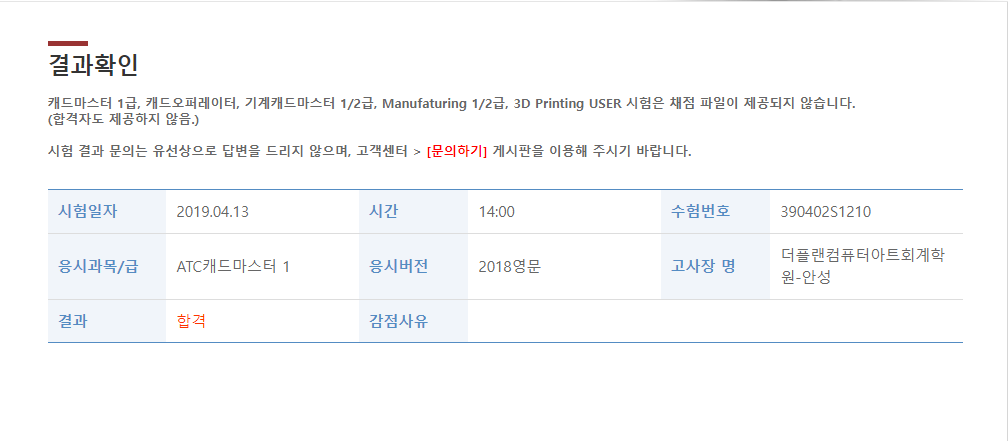 결과확인
캐드마스터 1급, 캐드오퍼레이터, 기계캐드마스터 1/2급, Manufaturing 1/2급, 3D Printing USER 시험은 채점 파일이 제공되지 않습니다.
(합격자도 제공하지 않음.)
시험 결과 문의는 유선상으로 답변을 드리지 않으며, 고객센터 > [문의하기] 게시판을 이용해 주시기 바랍니다.
시험일자 2019.04.13 시간 14:00 수험번호 390402S1210
응시과목/급 ATC캐드마스터 1 응시버전 2018영문 고사장 명 더플랜컴퓨터아트회계학
원-안성
결과 합격 감점사유